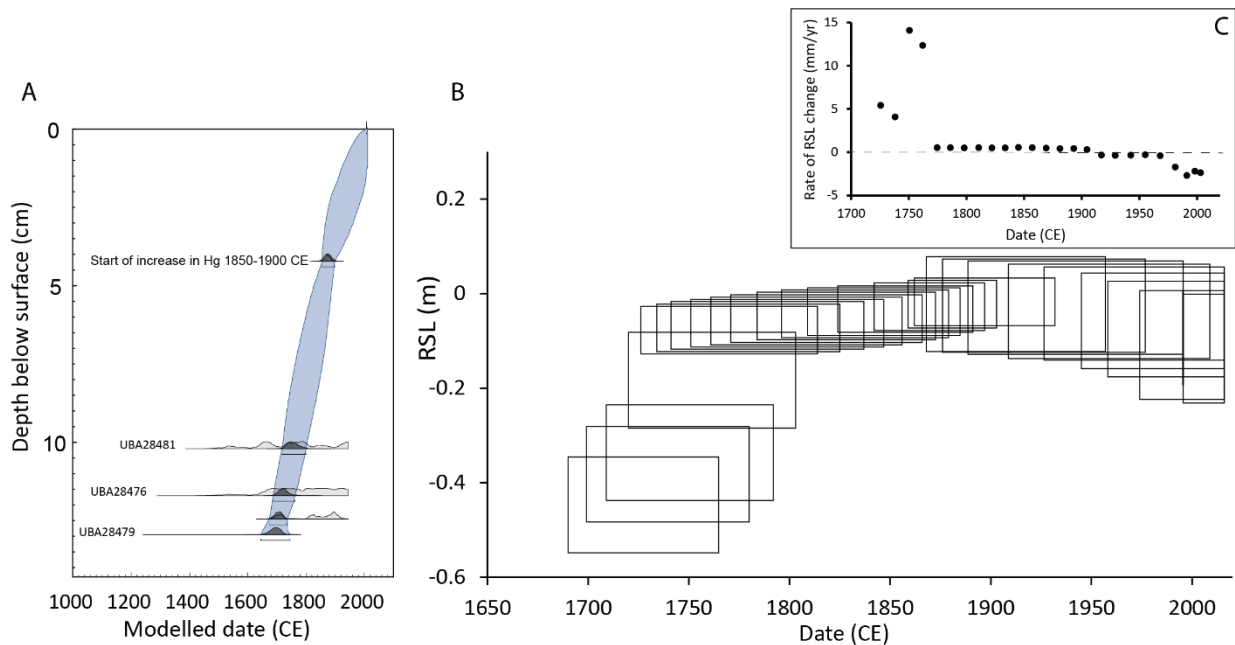 A
Depth below surface (cm)
0
5
10
Start of increase in Hg 1850-1900 CE
UBA28481
UBA28476
UBA28479
1000 1200 1400 1600 1800 2000
Modelled date (CE)
B
RSL (m)
0.2
0
-0.2
-0.4
-0.6
1650 1700 1750 1800 1850 1900 1950 2000
Date (CE)
C
Rate of RSL change (mm/yr)
15
10
5
0
-5
1700 1750 1800 1850 1900 1950 2000
Date (CE)